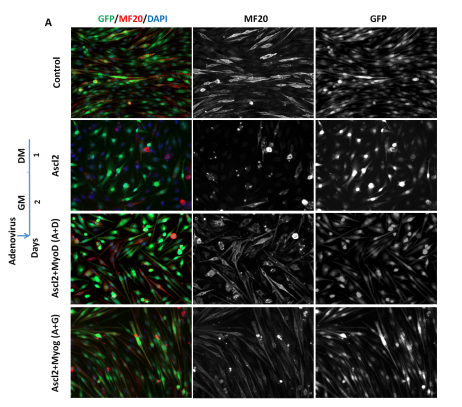 A
GFP/MF20/DAPI MF20 GFP
Control
Ascl2
Ascl2+MyoD (A+D)
Ascl2+Myog (A+G)
DM 1
GM 2
Adenovirus
Days